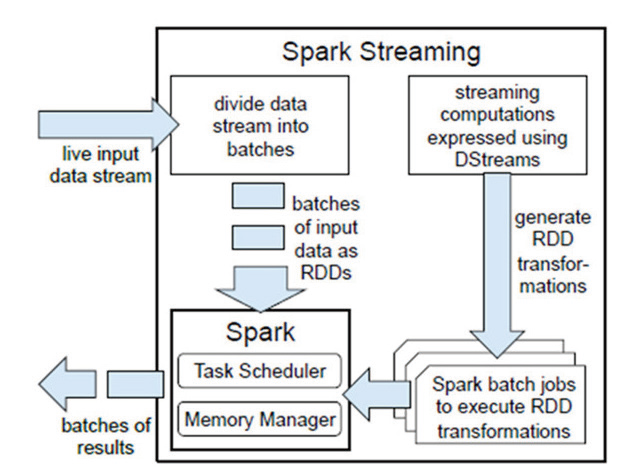 Spark Streaming
divide data
stream into
batches
streaming
computations
expressed using
DStreams
live input
data stream
batches
of input
data as
RDDs
generate
RDD
transfor-
mations
Spark
Task Scheduler
Memory Manager
Spark batch jobs
to execute RDD
transformations
batches of
results